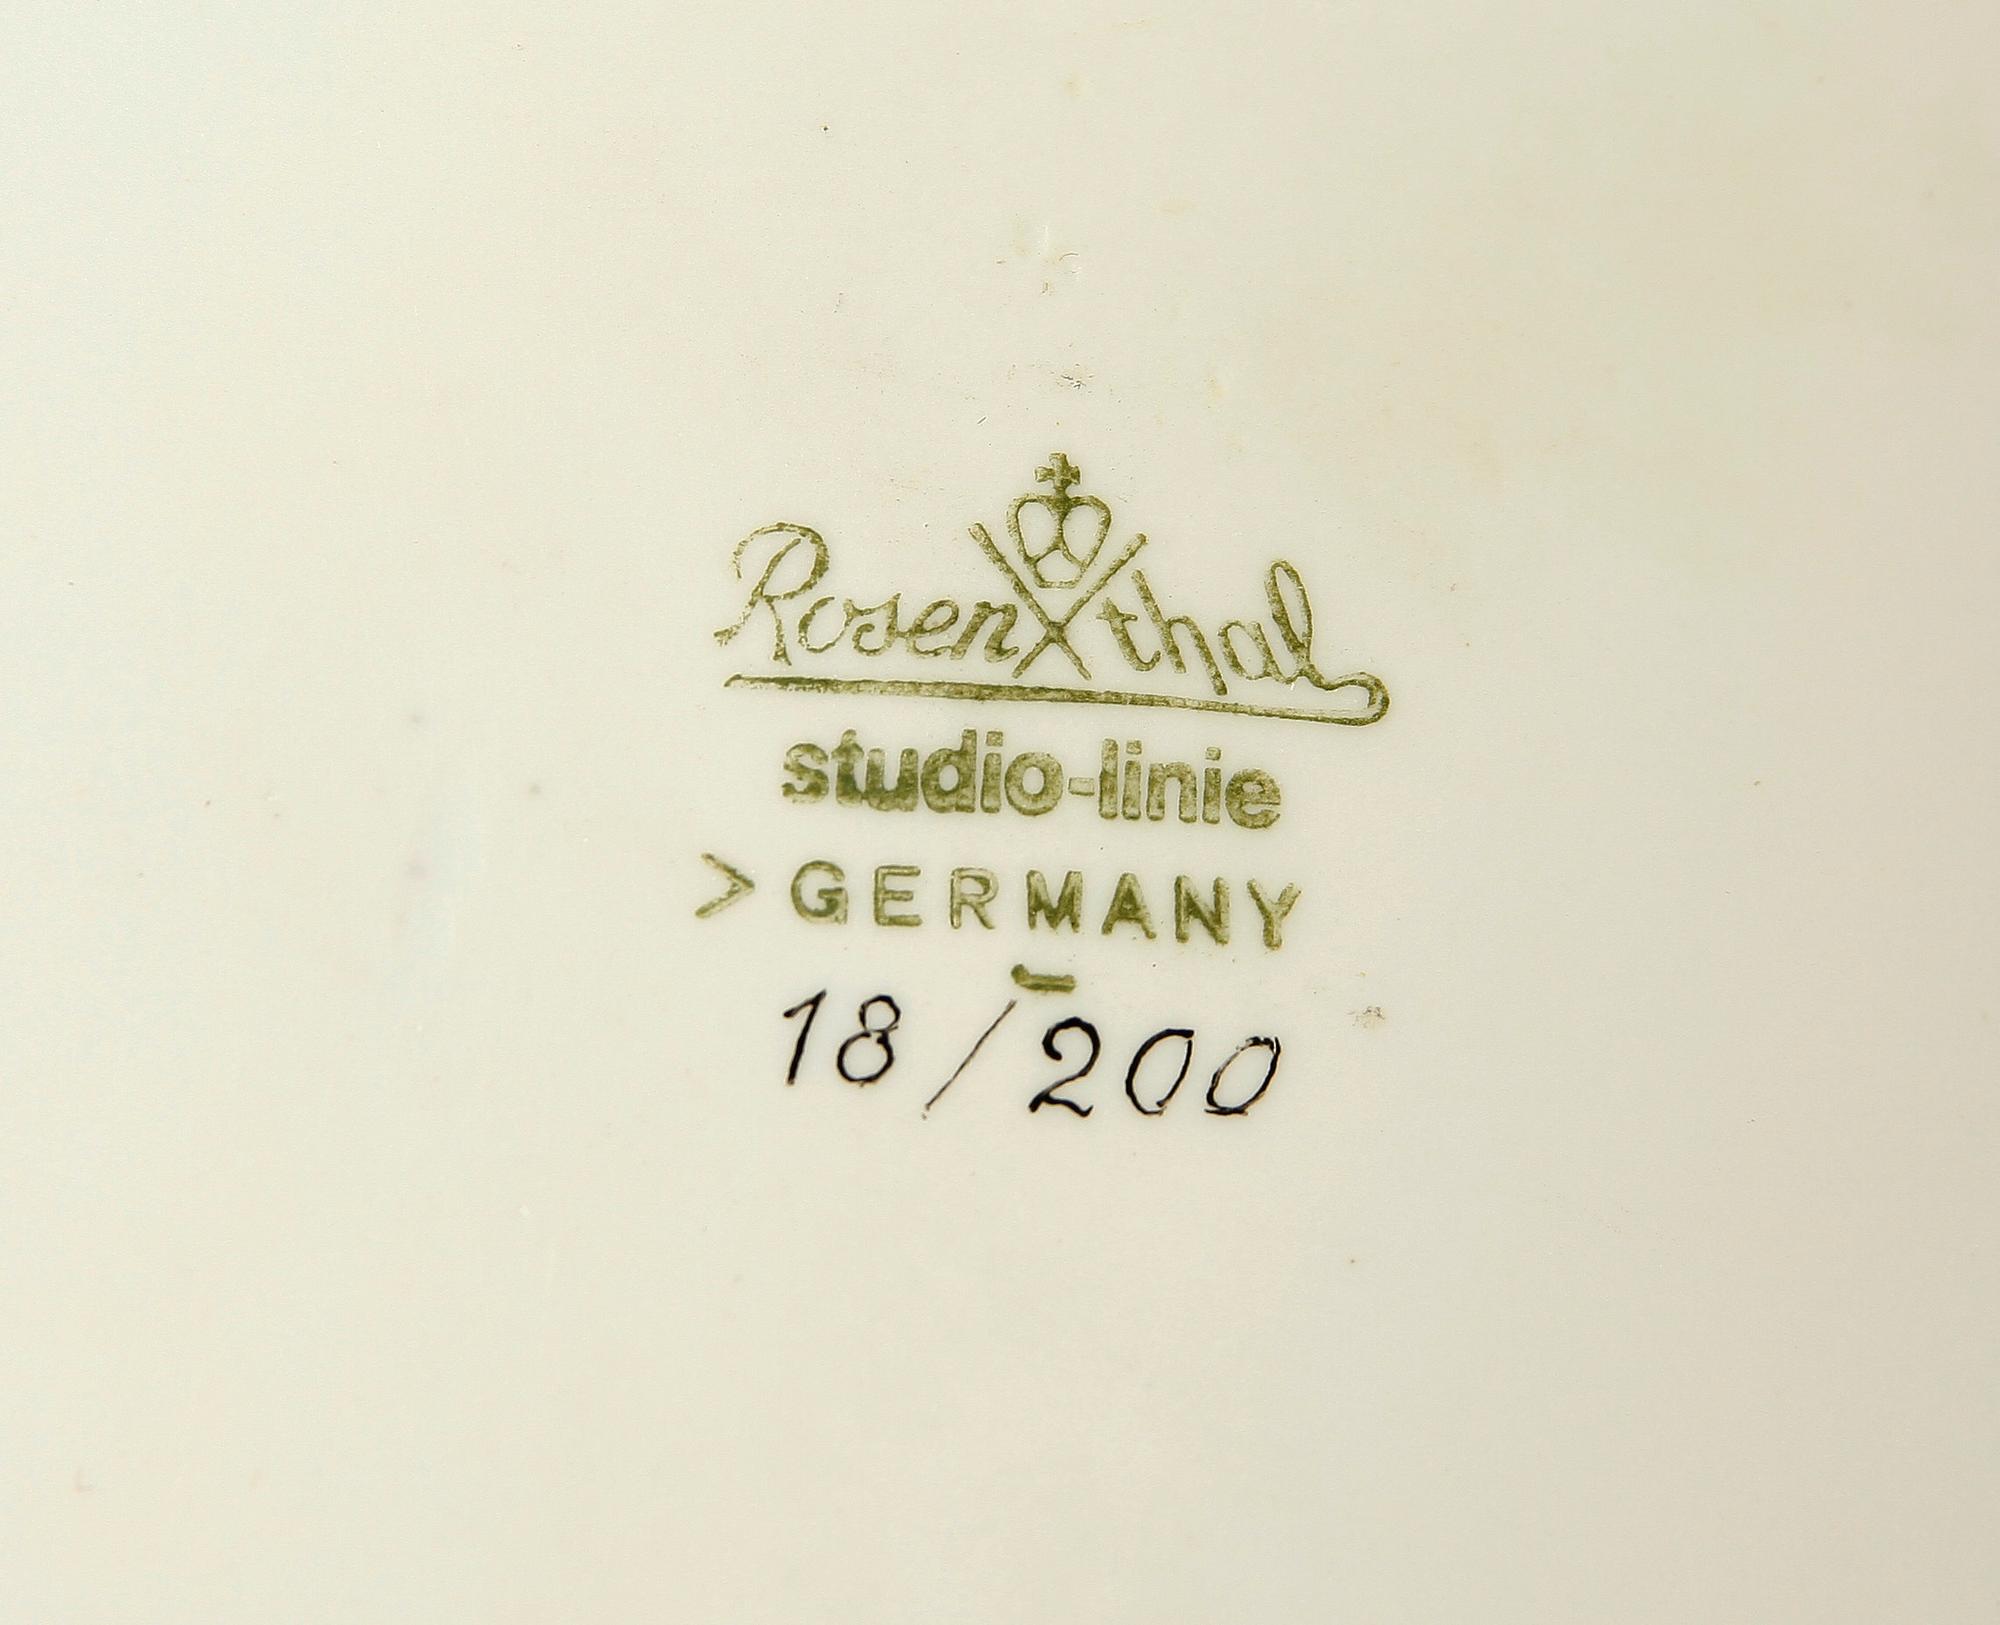 Rosenthal
studio-linie
> GERMANY
18/200